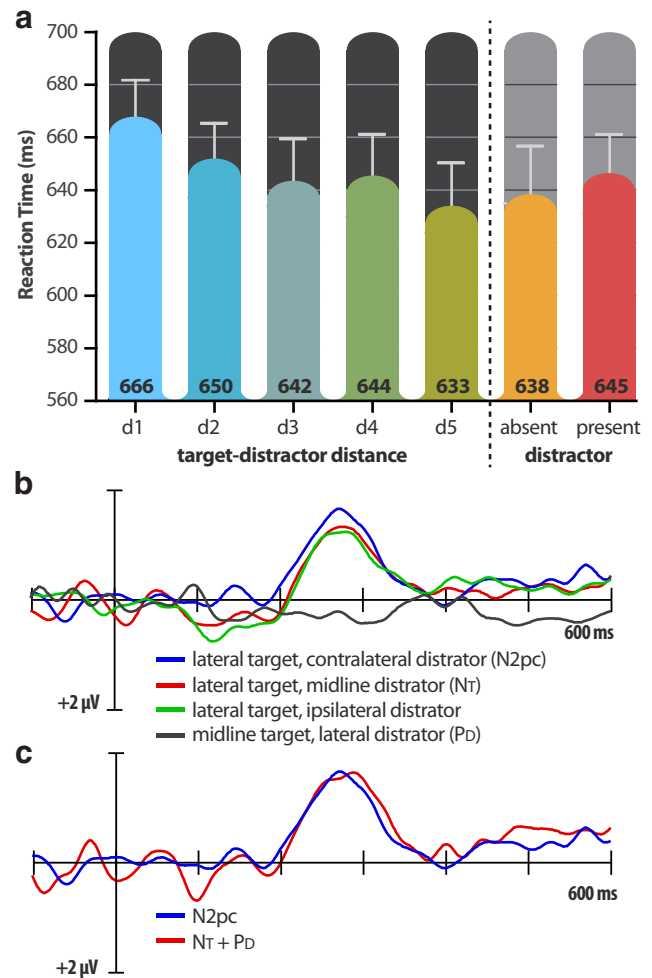 a
700
680
660
640
620
600
580
560
Reaction Time (ms)
666 650 642 644 633 638 645
d1 d2 d3 d4 d5 absent present
target-distractor distance distractor
b
600 ms
+2 µV
lateral target, contralateral distrator (N2pc)
lateral target, midline distrator (NT)
lateral target, ipsilateral distrator
midline target, lateral distrator (PD)
c
600 ms
+2 µV
N2pc
NT + PD